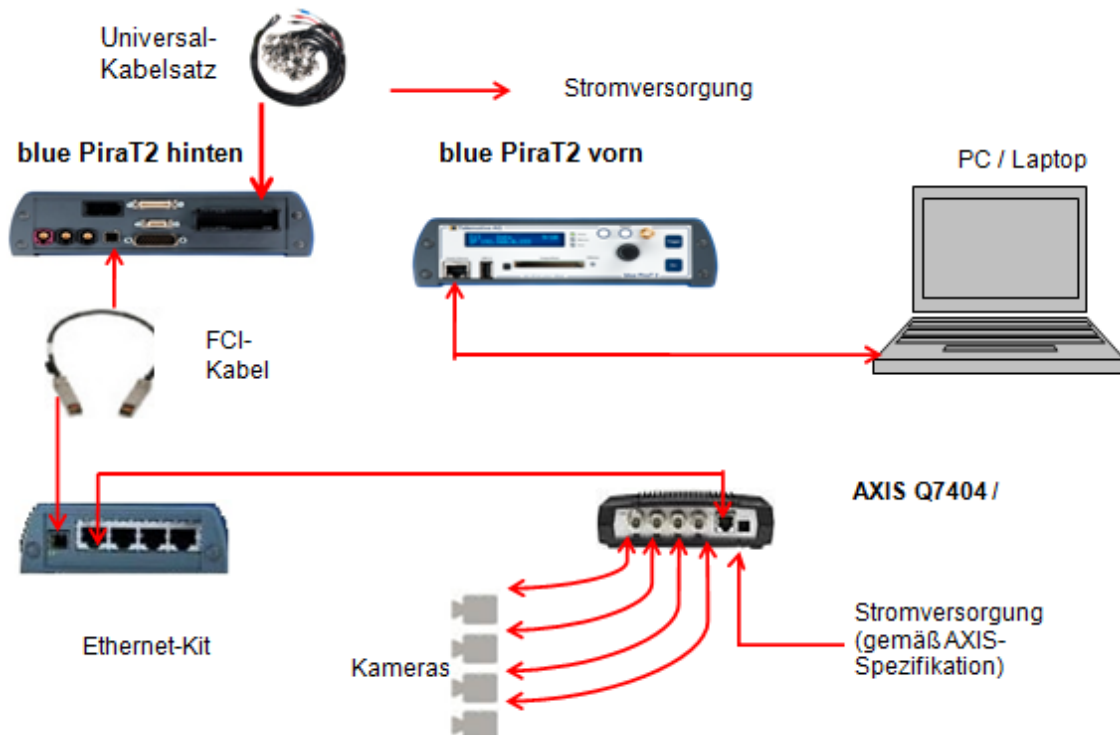 Universal-
Kabelsatz
Stromversorgung
blue PiraT2 hinten
blue PiraT2 vorn
PC / Laptop
FCI-
Kabel
AXIS Q7404 /
Ethernet-Kit
Kameras
Stromversorgung
(gemäß AXIS-
Spezifikation)